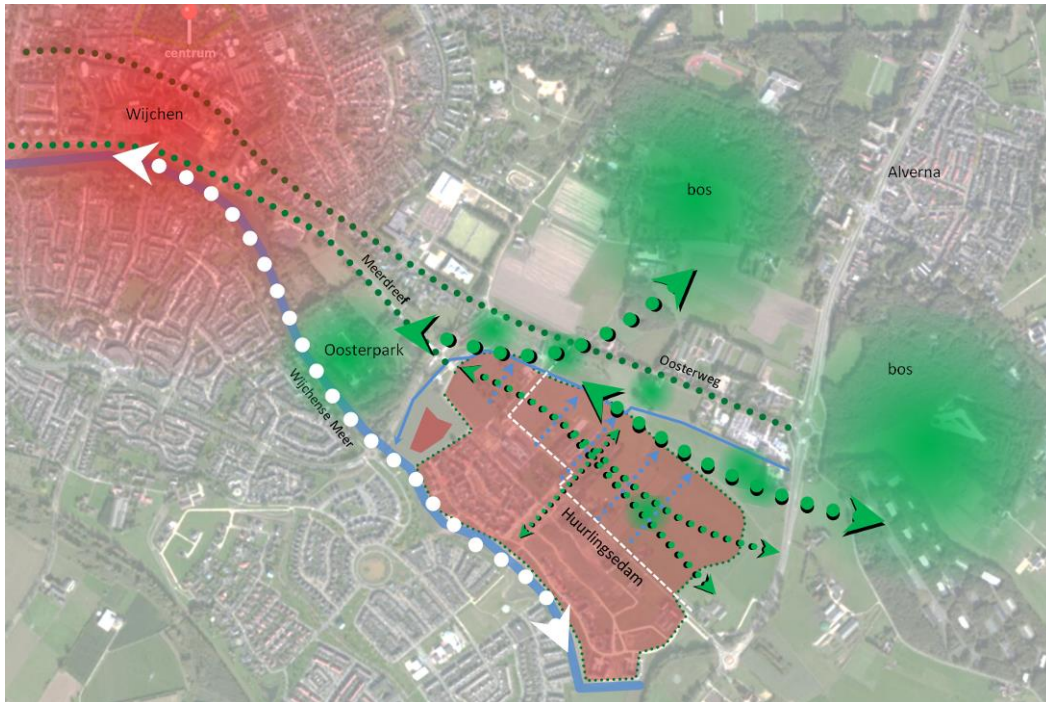 centrum
Wijchen
bos
Alverna
Meerdreef
Oosterpark
Oosterweg
bos
Wijchense Meer
Huurlingsedam